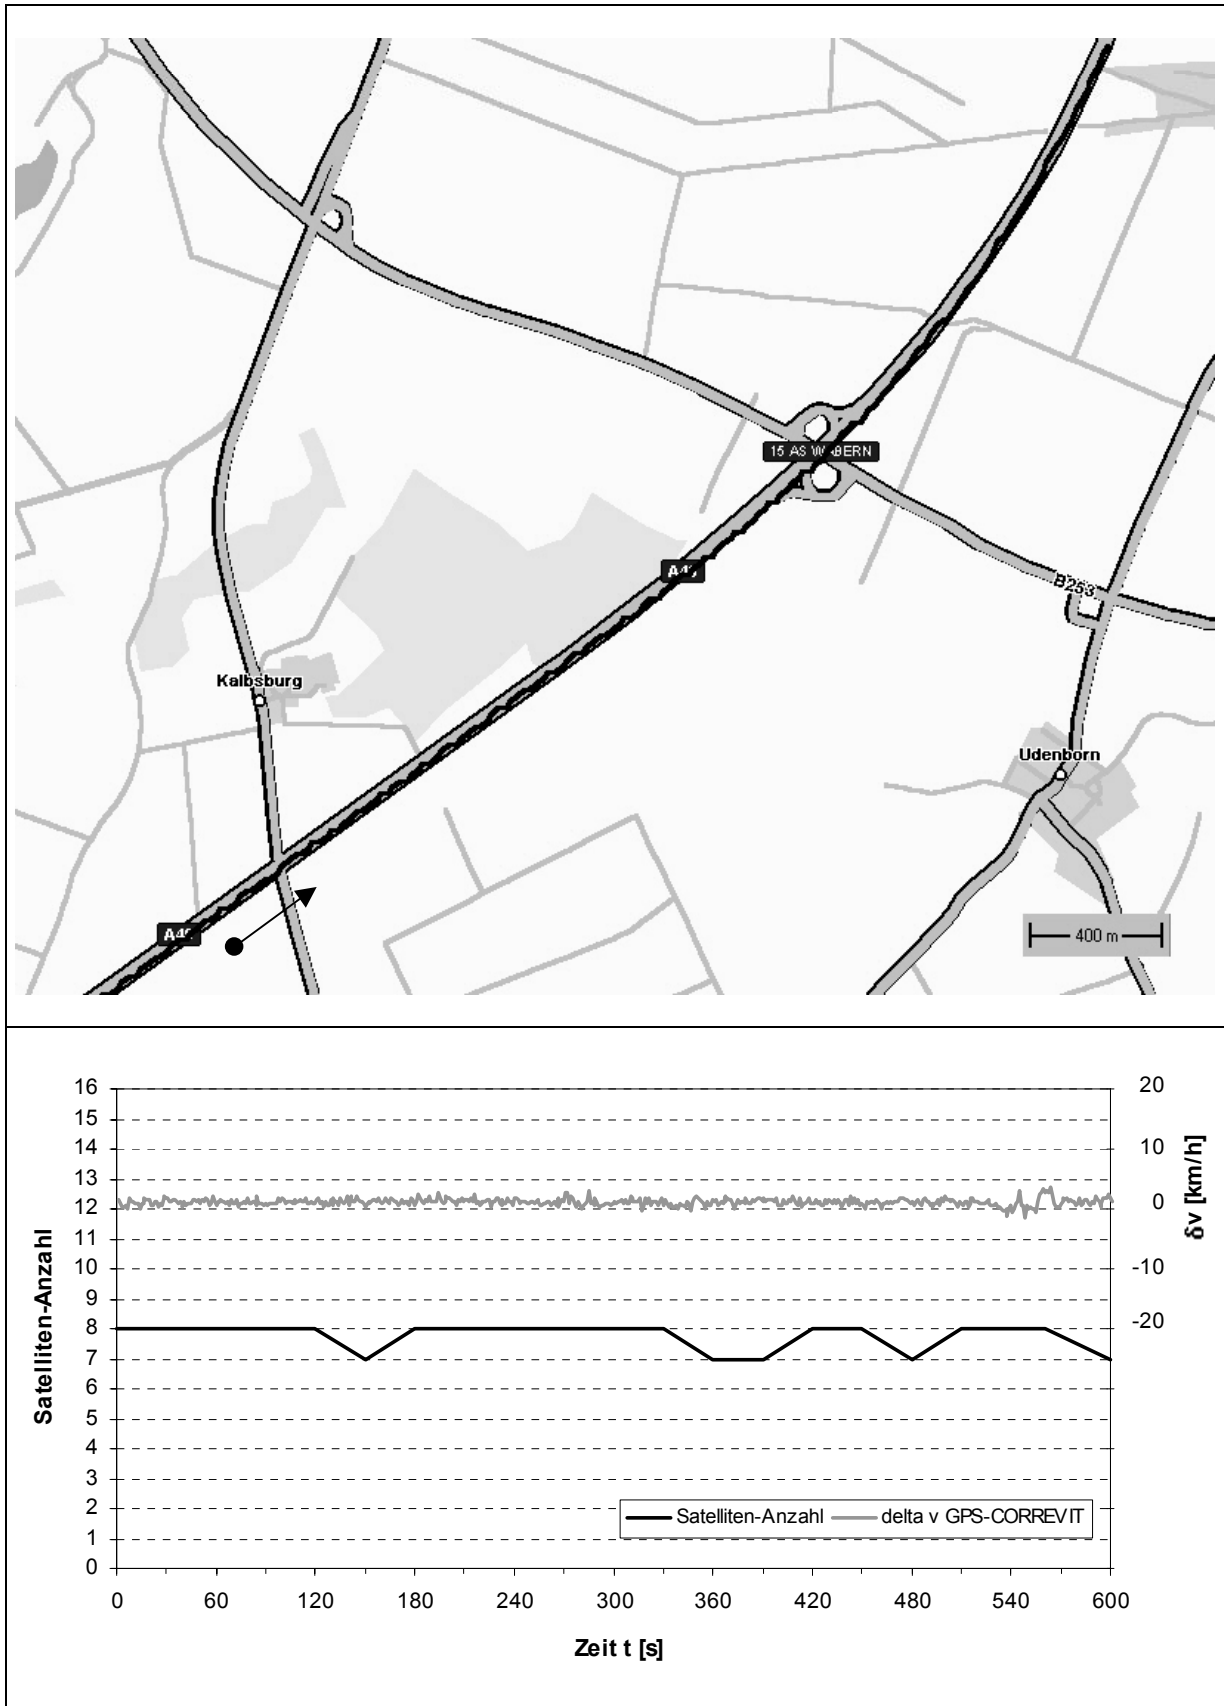 15 AS WABERN
A4
B253
Kalbsburg
Udenborn
A49
400 m
16
15
14
13
12
11
10
9
8
7
6
5
4
3
2
1
0
Satelliten-Anzahl
20
10
0
-10
-20
δv [km/h]
Satelliten-Anzahl
delta v GPS-CORREVIT
0 60 120 180 240 300 360 420 480 540 600
Zeit t [s]